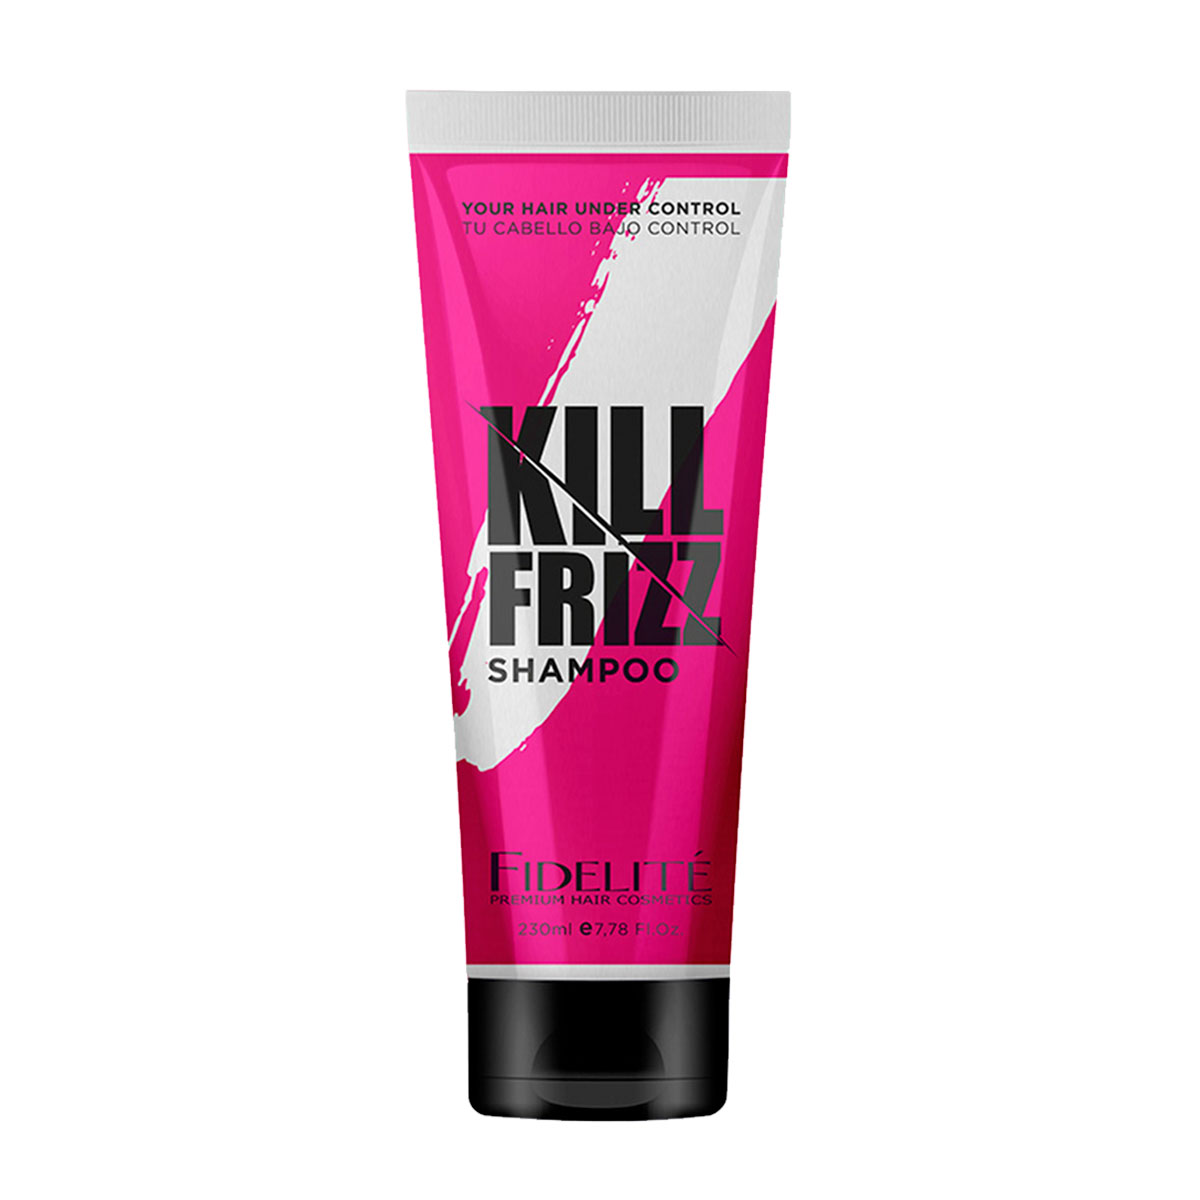 YOUR HAIR UNDER CONTROL
TU CABELLO BAJO CONTROL
KILL
FRIZZ
SHAMPOO
FIDELITÉ
PREMIUM HAIR COSMETICS
230ml e7,78 Fl.Oz.